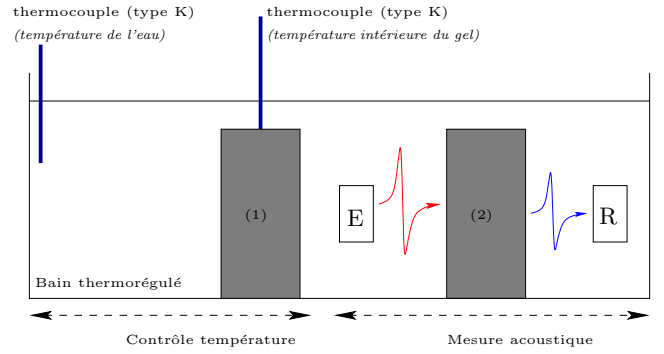 thermocouple (type K)
(température de l'eau)
thermocouple (type K)
(température intérieure du gel)
(1)
E
(2)
R
Bain thermorégulé
Contrôle température
Mesure acoustique